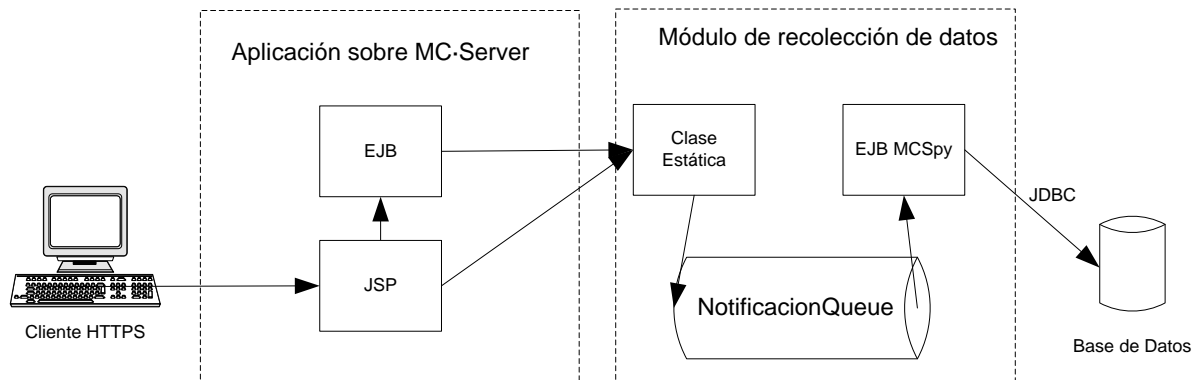 Aplicación sobre MC·Server
Módulo de recolección de datos
EJB
Clase
Estática
EJB MCSpy
JDBC
JSP
NotificacionQueue
Cliente HTTPS
Base de Datos